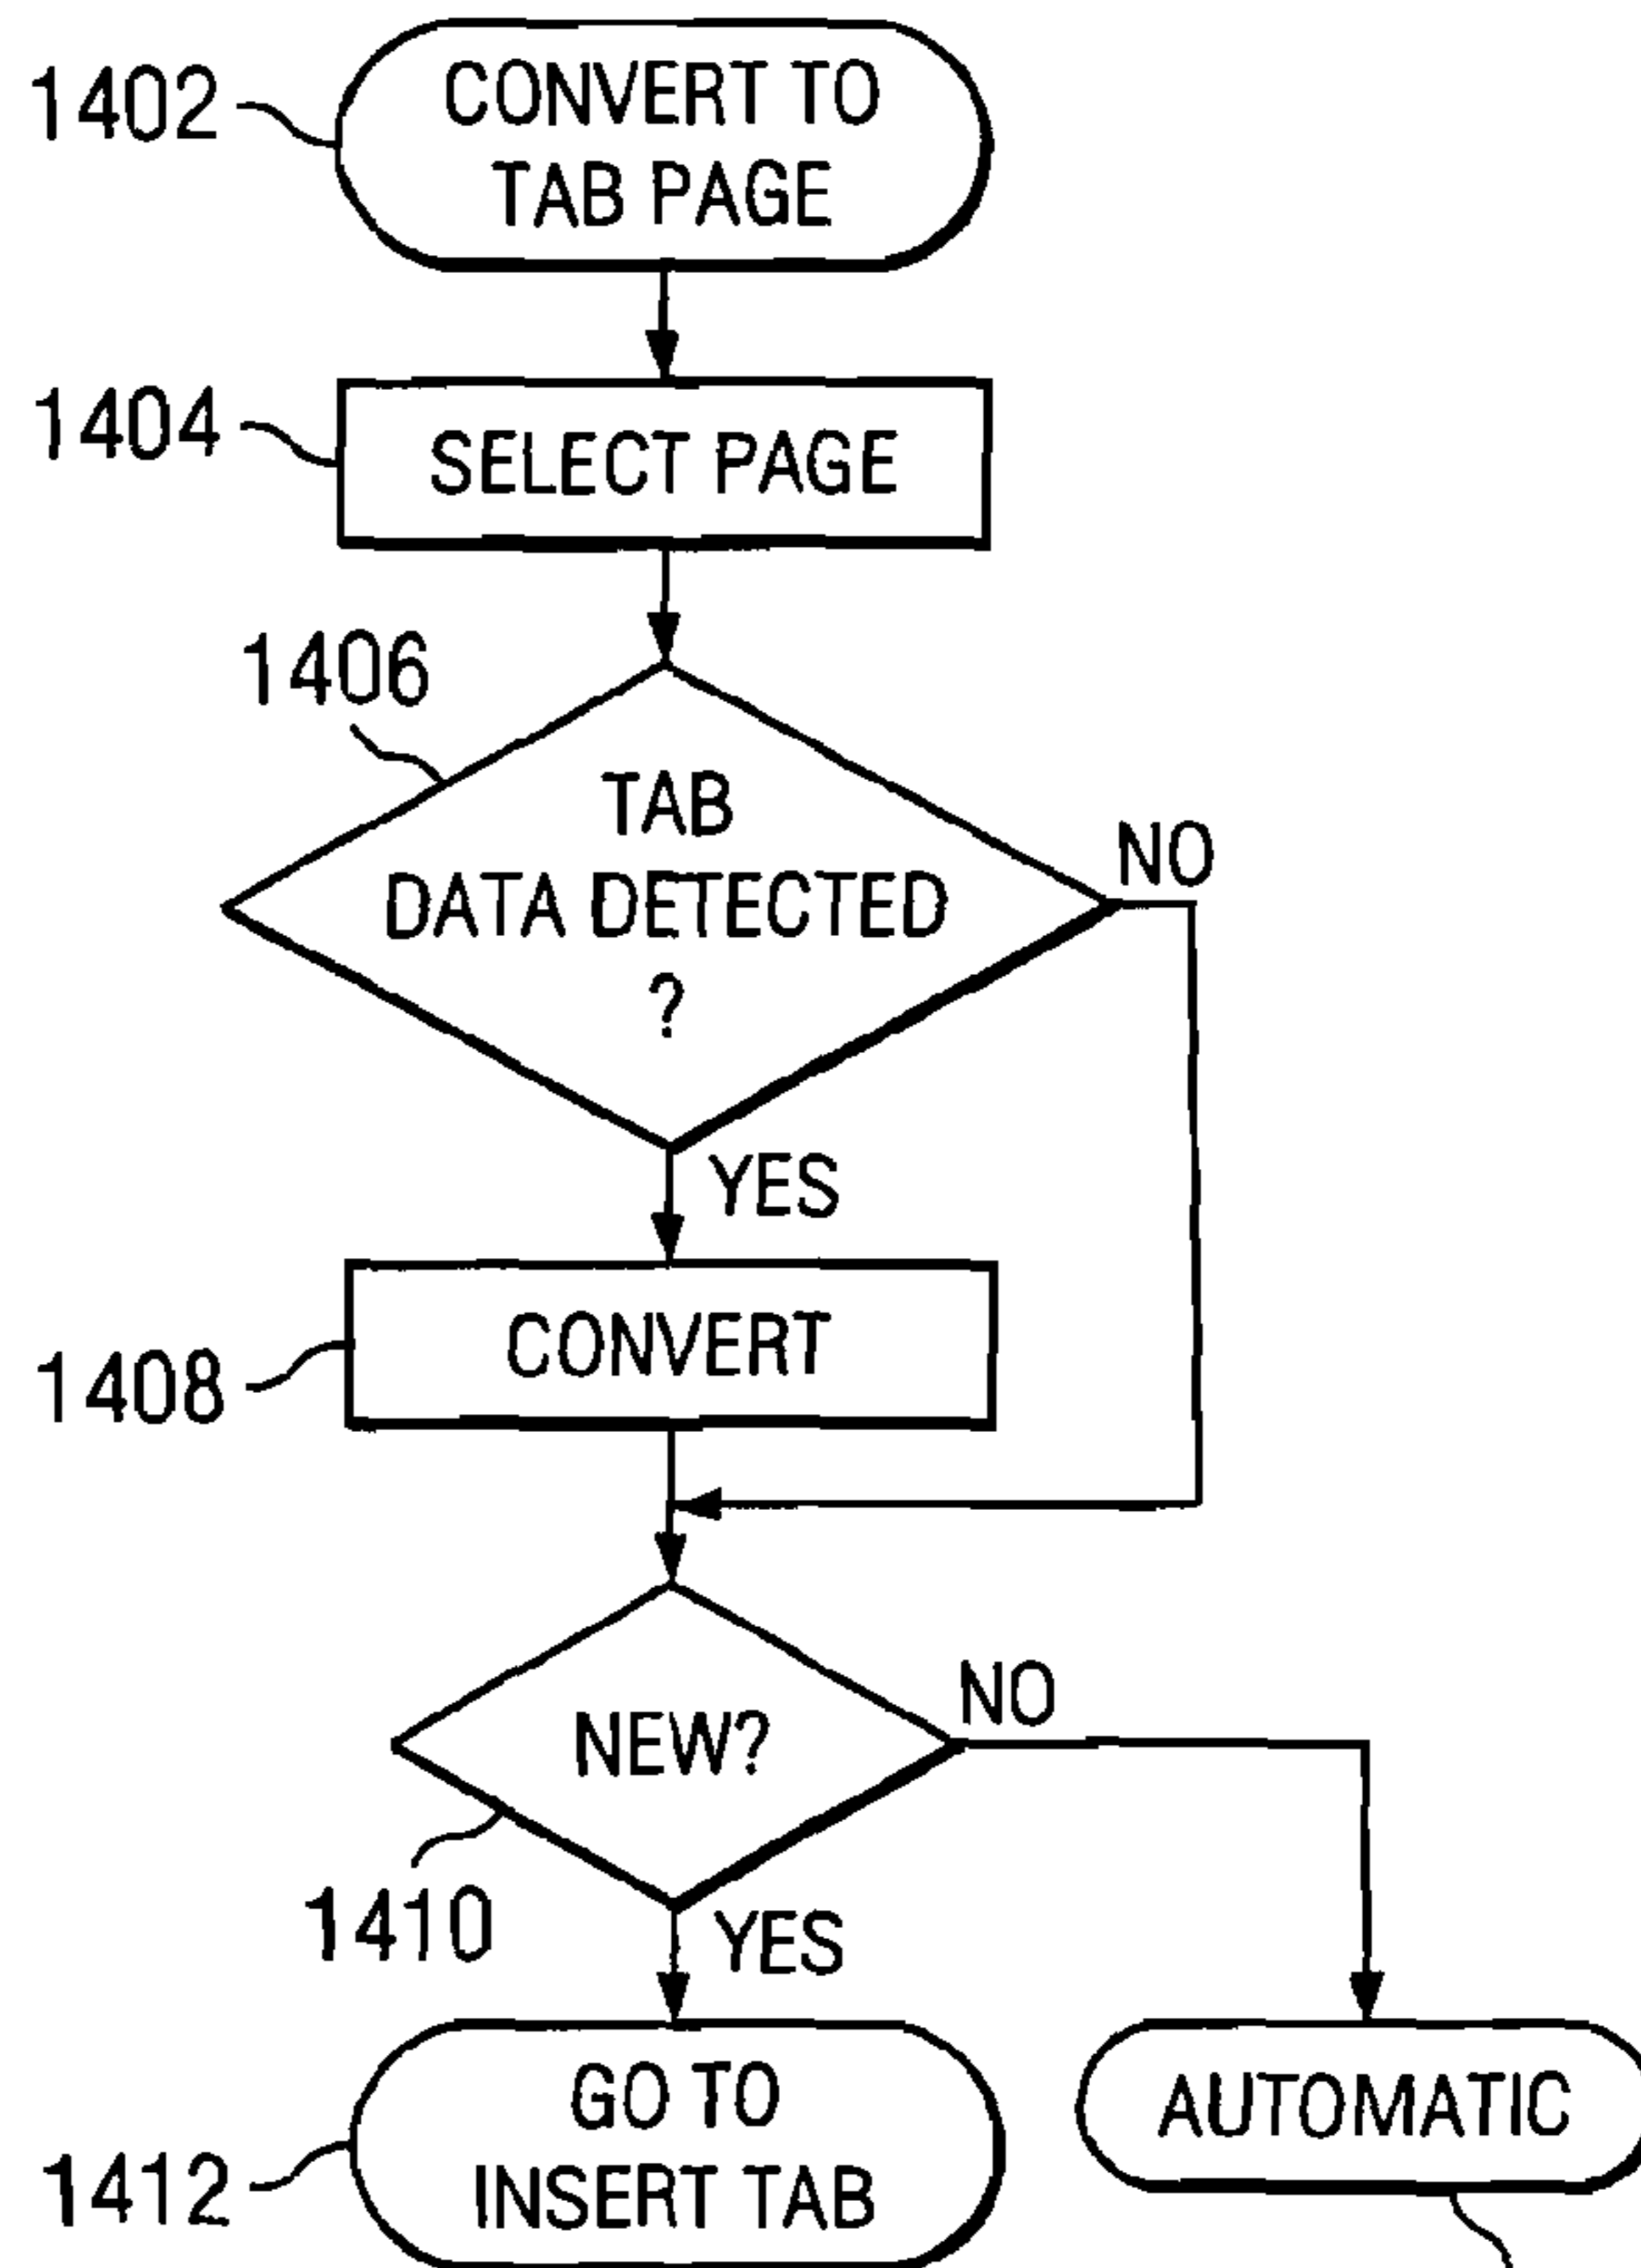 1402
CONVERT TO
TAB PAGE
1404
SELECT PAGE
1406
TAB
DATA DETECTED
?
NO
YES
1408
CONVERT
NEW?
NO
1410
YES
1412
GO TO
INSERT TAB
AUTOMATIC